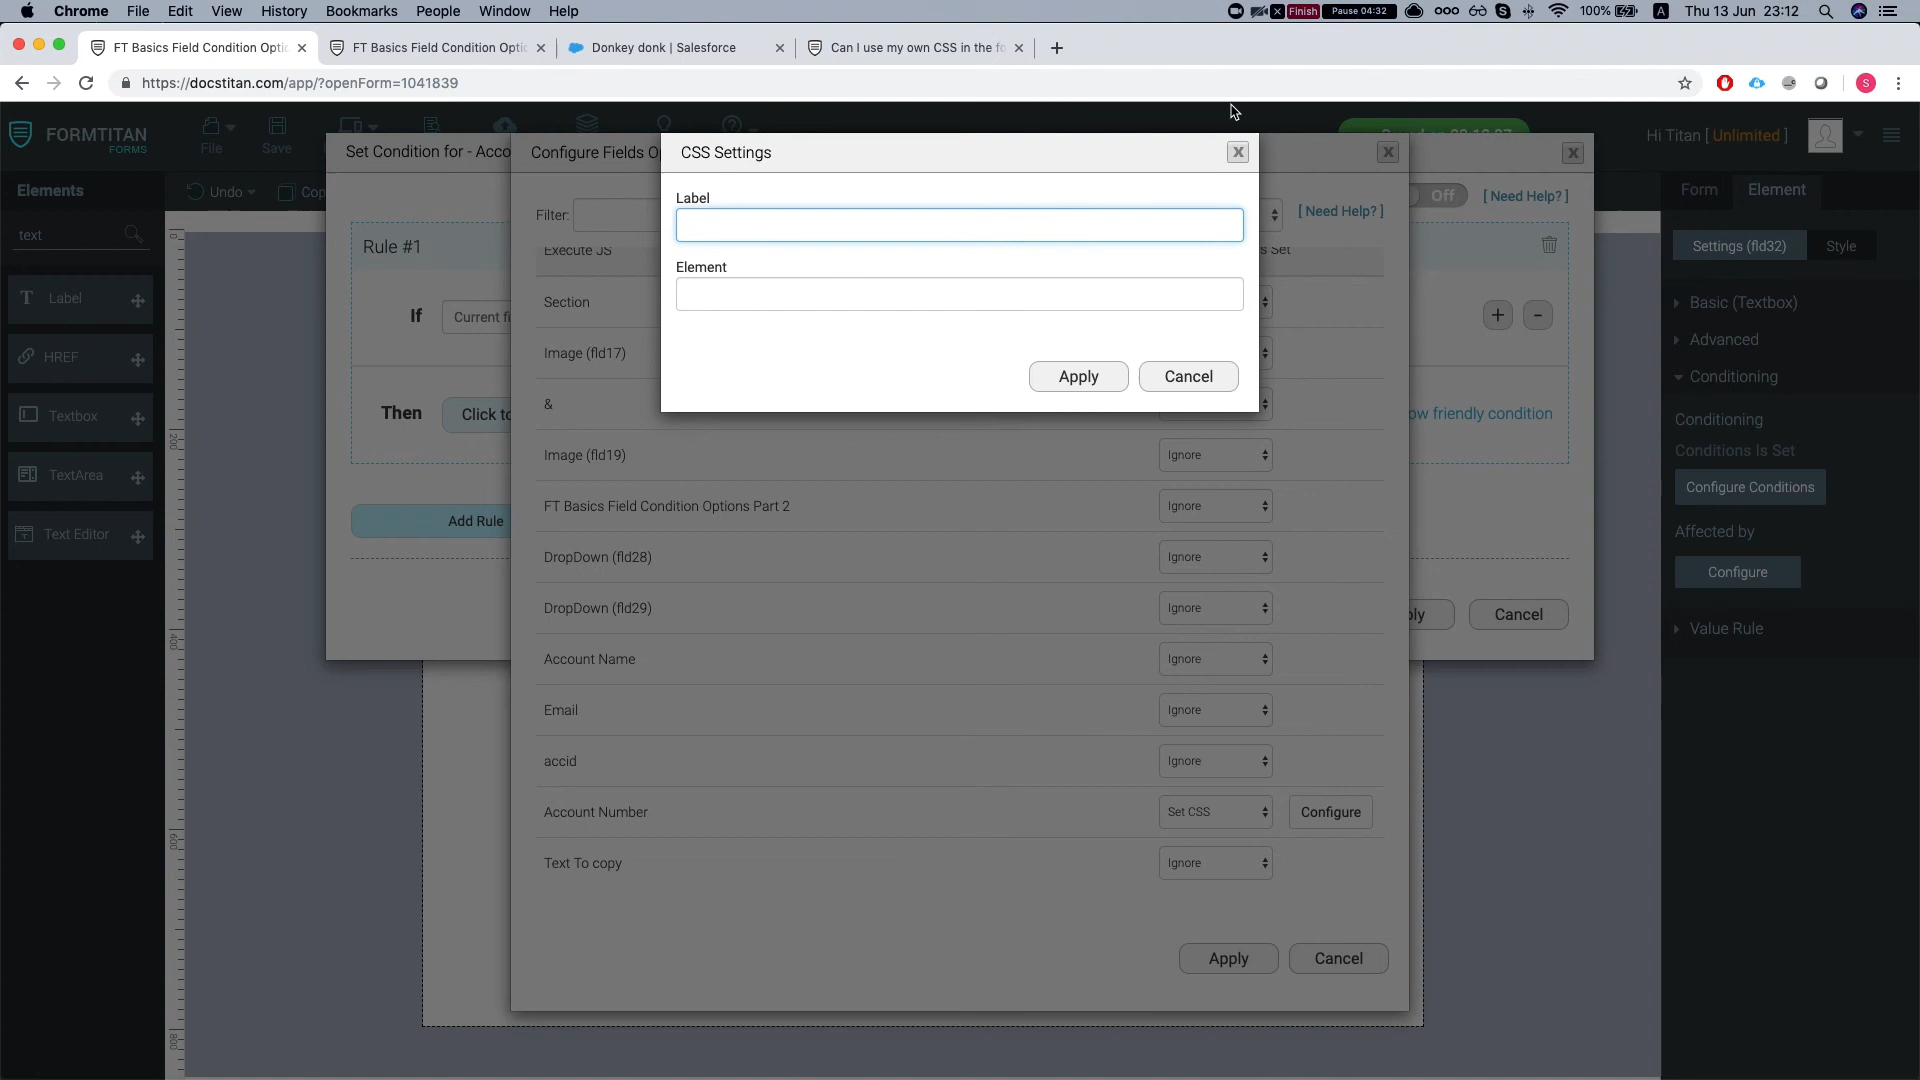 Chrome File Edit View History Bookmarks People Window Help
Finish Pause 04:32 100% A Thu 13 Jun 23:12
FT Basics Field Condition Optic
FT Basics Field Condition Optic
Donkey donk | Salesforce
Can I use my own CSS in the fo
https://docstitan.com/app/?openForm=1041839
S
FORMTITAN
FORMS
File
Save
Hi Titan [ Unlimited ]
Elements
Undo
Cop
text
Label
HREF
Textbox
TextArea
Text Editor
200
400
600
800
Set Condition for - Acco
Rule #1
If
Current fi
Then
Click to
Add Rule
Off
[ Need Help? ]
ow friendly condition
Cancel
Configure Fields O
Filter:
[ Need Help? ]
Execute JS
s Set
Section
Image (fld17)
&
Image (fld19) Ignore
FT Basics Field Condition Options Part 2 Ignore
DropDown (fld28) Ignore
DropDown (fld29) Ignore
Account Name Ignore
Email Ignore
accid Ignore
Account Number Set CSS Configure
Text To copy Ignore
Apply Cancel
CSS Settings
X
Label
Element
Apply Cancel
Form Element
Settings (fld32) Style
Basic (Textbox)
Advanced
Conditioning
Conditioning
Conditions Is Set
Configure Conditions
Affected by
Configure
Value Rule